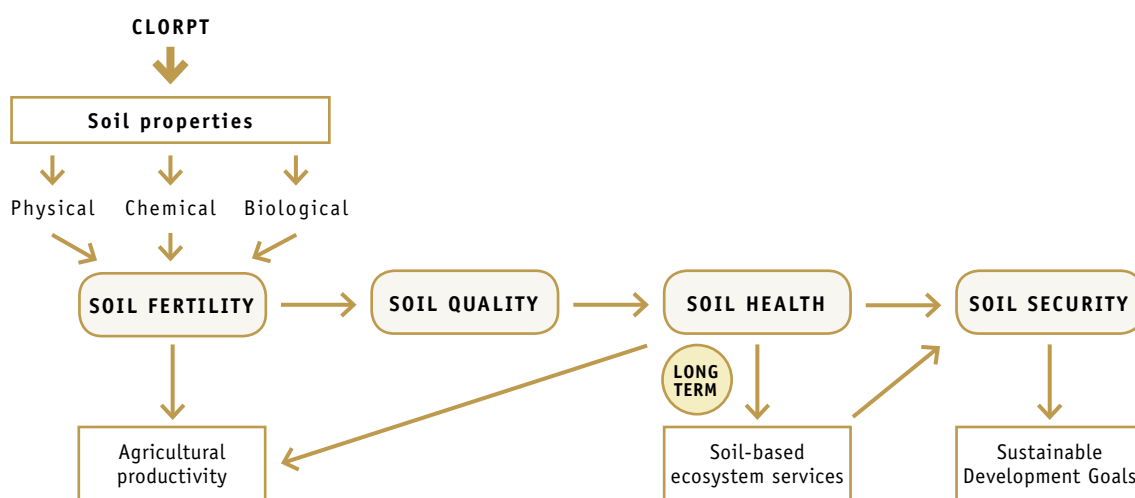 CLORPT
Soil properties
Physical Chemical Biological
SOIL FERTILITY SOIL QUALITY SOIL HEALTH SOIL SECURITY
LONG
TERM
Agricultural
productivity
Soil-based
ecosystem services
Sustainable
Development Goals